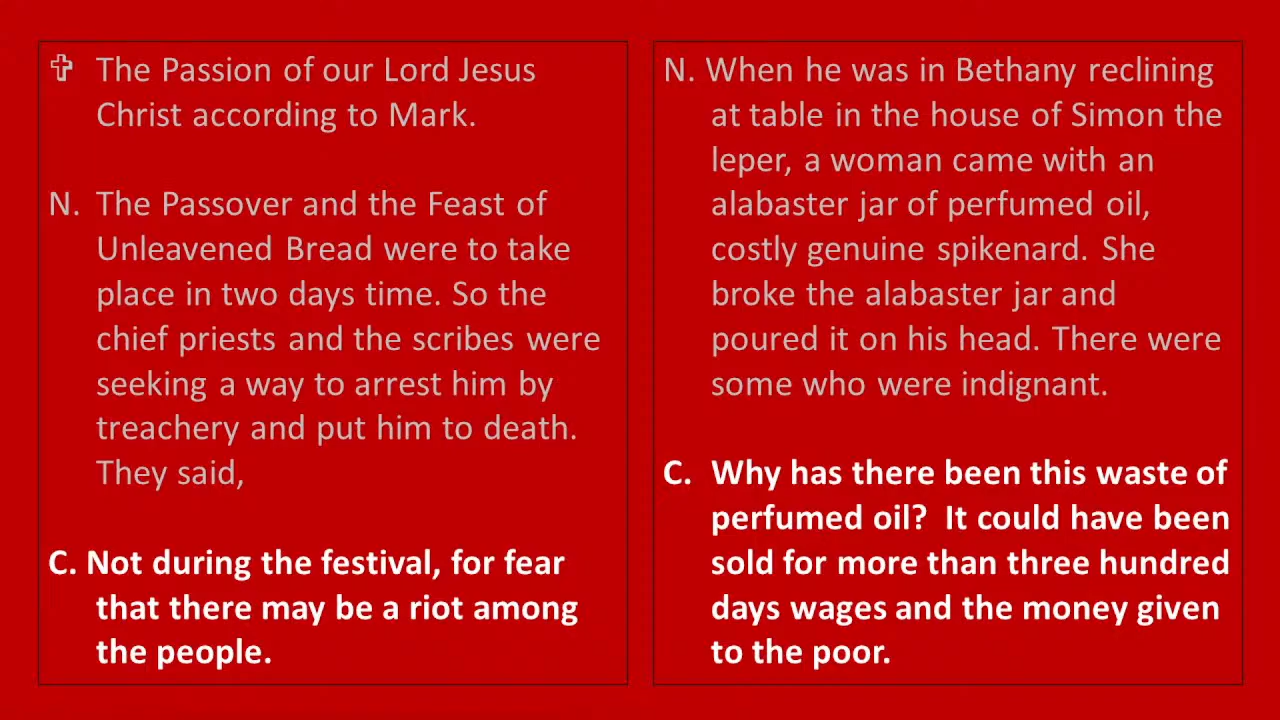 ✞ The Passion of our Lord Jesus
Christ according to Mark.
N. The Passover and the Feast of
Unleavened Bread were to take
place in two days time. So the
chief priests and the scribes were
seeking a way to arrest him by
treachery and put him to death.
They said,
C. Not during the festival, for fear
that there may be a riot among
the people.
N. When he was in Bethany reclining
at table in the house of Simon the
leper, a woman came with an
alabaster jar of perfumed oil,
costly genuine spikenard. She
broke the alabaster jar and
poured it on his head. There were
some who were indignant.
C. Why has there been this waste of
perfumed oil? It could have been
sold for more than three hundred
days wages and the money given
to the poor.